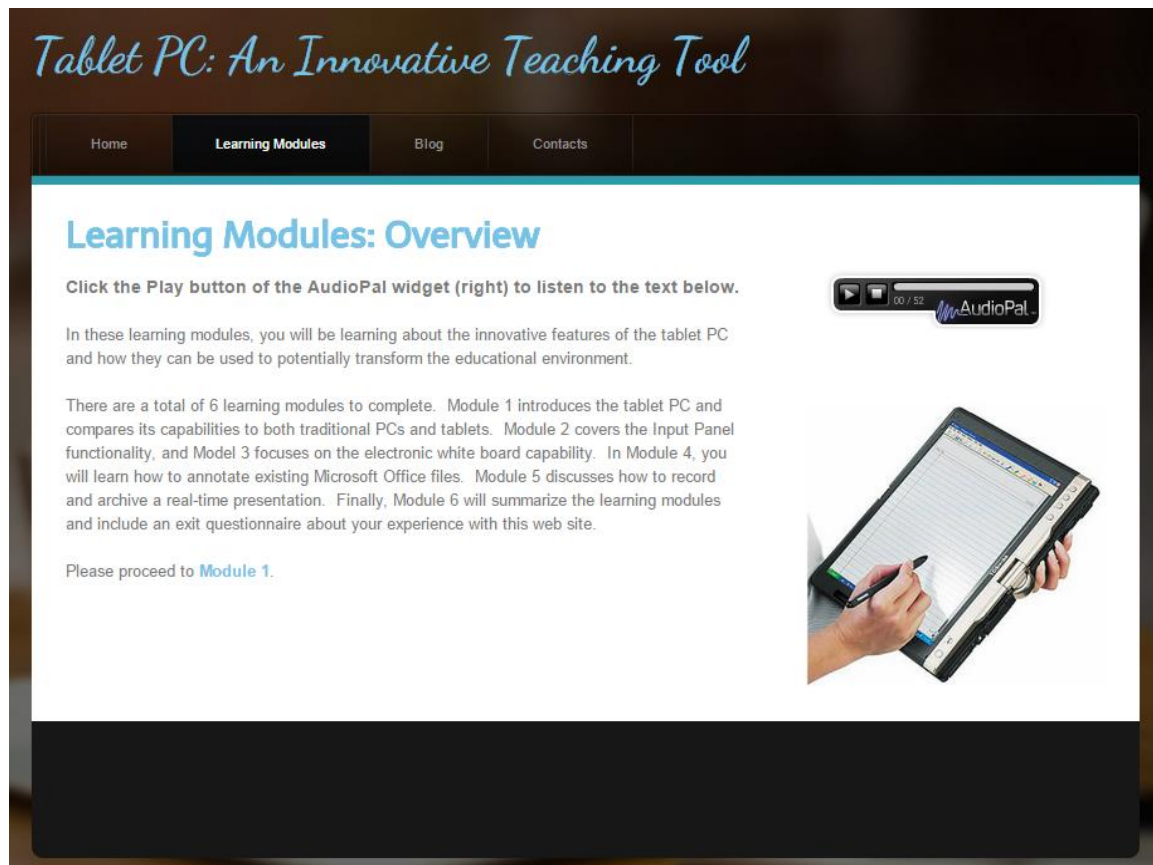 Tablet PC: An Innovative Teaching Tool
Home
Learning Modules
Blog
Contacts
Learning Modules: Overview
Click the Play button of the AudioPal widget (right) to listen to the text below.
00 / 52
AudioPal
In these learning modules, you will be learning about the innovative features of the tablet PC
and how they can be used to potentially transform the educational environment.
There are a total of 6 learning modules to complete.  Module 1 introduces the tablet PC and
compares its capabilities to both traditional PCs and tablets.  Module 2 covers the Input Panel
functionality, and Model 3 focuses on the electronic white board capability.  In Module 4, you
will learn how to annotate existing Microsoft Office files.  Module 5 discusses how to record
and archive a real-time presentation.  Finally, Module 6 will summarize the learning modules
and include an exit questionnaire about your experience with this web site.
Please proceed to Module 1.